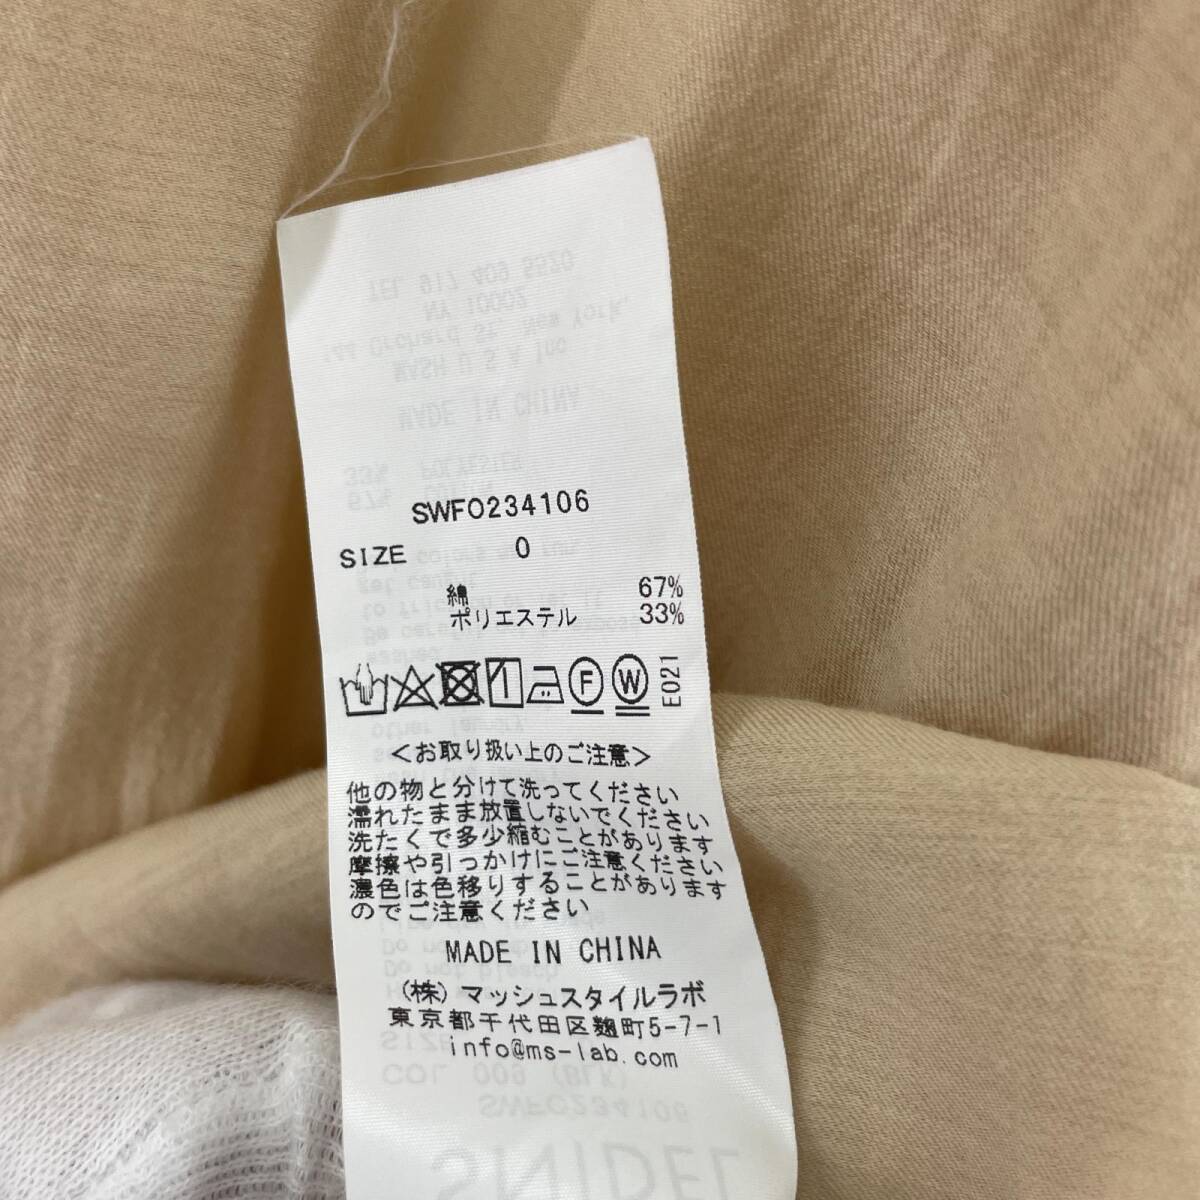 SWFO234106
SIZE 0
綿 67%
ポリエステル 33%
F W E021
<お取り扱い上のご注意>
他の物と分けて洗ってください
濡れたまま放置しないでください
洗たくで多少縮むことがあります
摩擦や引っかけにご注意ください
濃色は色移りすることがあります
のでご注意ください
MADE IN CHINA
(株)マッシュスタイルラボ
東京都千代田区麹町5-7-1
info@ms-lab.com
COL 009 (BLK)
SWFO234106
SNIDEL